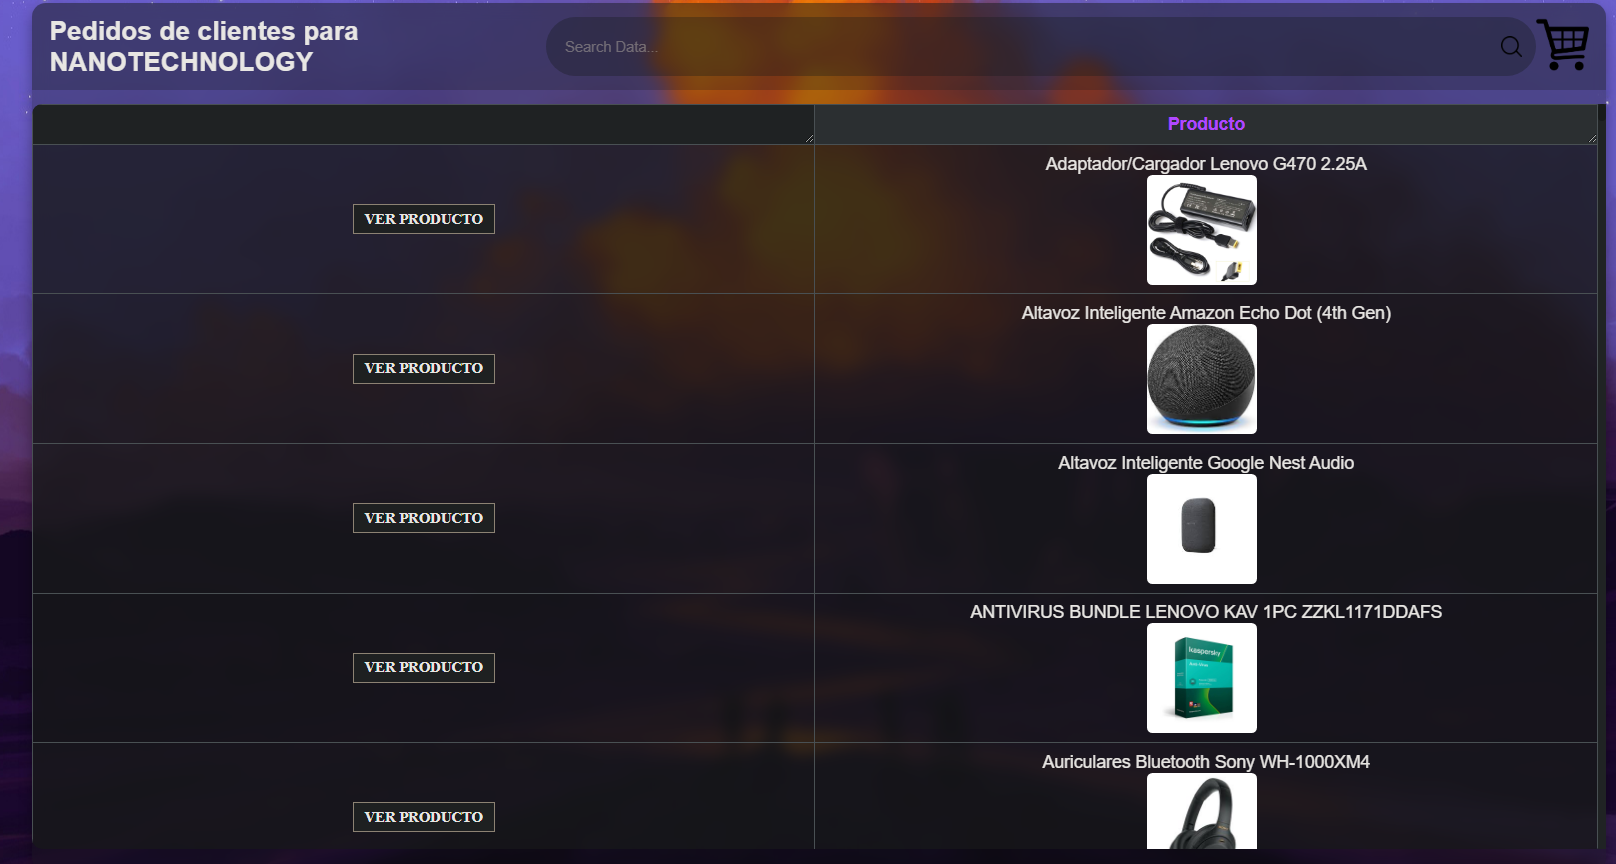 Pedidos de clientes para
NANOTECHNOLOGY
Search Data...
Producto
VER PRODUCTO
Adaptador/Cargador Lenovo G470 2.25A
VER PRODUCTO
Altavoz Inteligente Amazon Echo Dot (4th Gen)
VER PRODUCTO
Altavoz Inteligente Google Nest Audio
VER PRODUCTO
ANTIVIRUS BUNDLE LENOVO KAV 1PC ZZKL1171DDAFS
kaspersky
VER PRODUCTO
Auriculares Bluetooth Sony WH-1000XM4